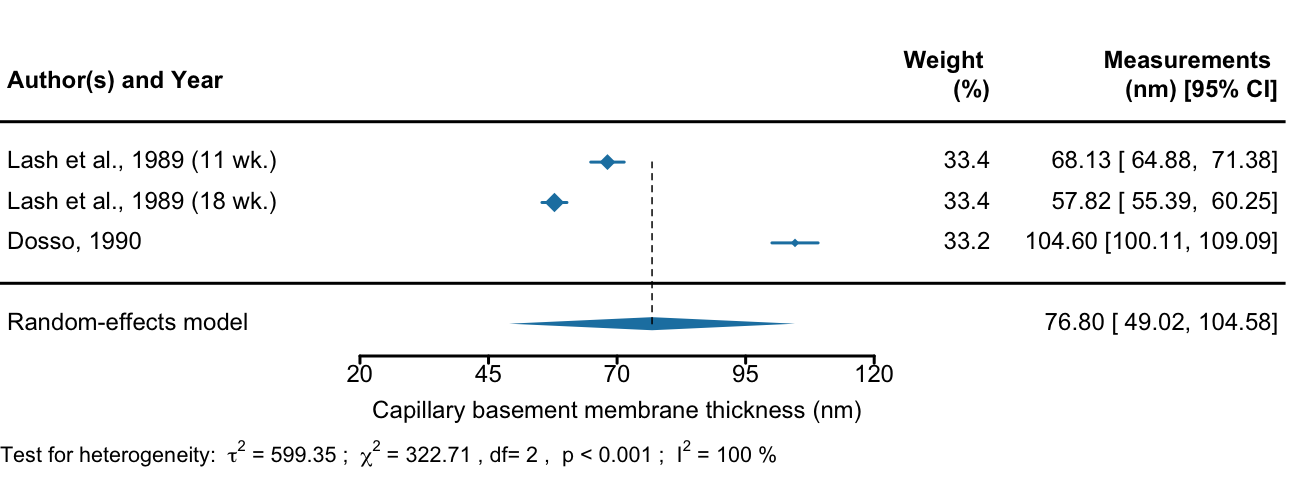 Author(s) and Year Weight (%) Measurements (nm) [95% CI]
Lash et al., 1989 (11 wk.) 33.4 68.13 [ 64.88, 71.38]
Lash et al., 1989 (18 wk.) 33.4 57.82 [ 55.39, 60.25]
Dosso, 1990 33.2 104.60 [100.11, 109.09]
Random-effects model 76.80 [ 49.02, 104.58]
20 45 70 95 120
Capillary basement membrane thickness (nm)
Test for heterogeneity: τ² = 599.35 ; χ² = 322.71 , df= 2 , p < 0.001 ; I² = 100 %